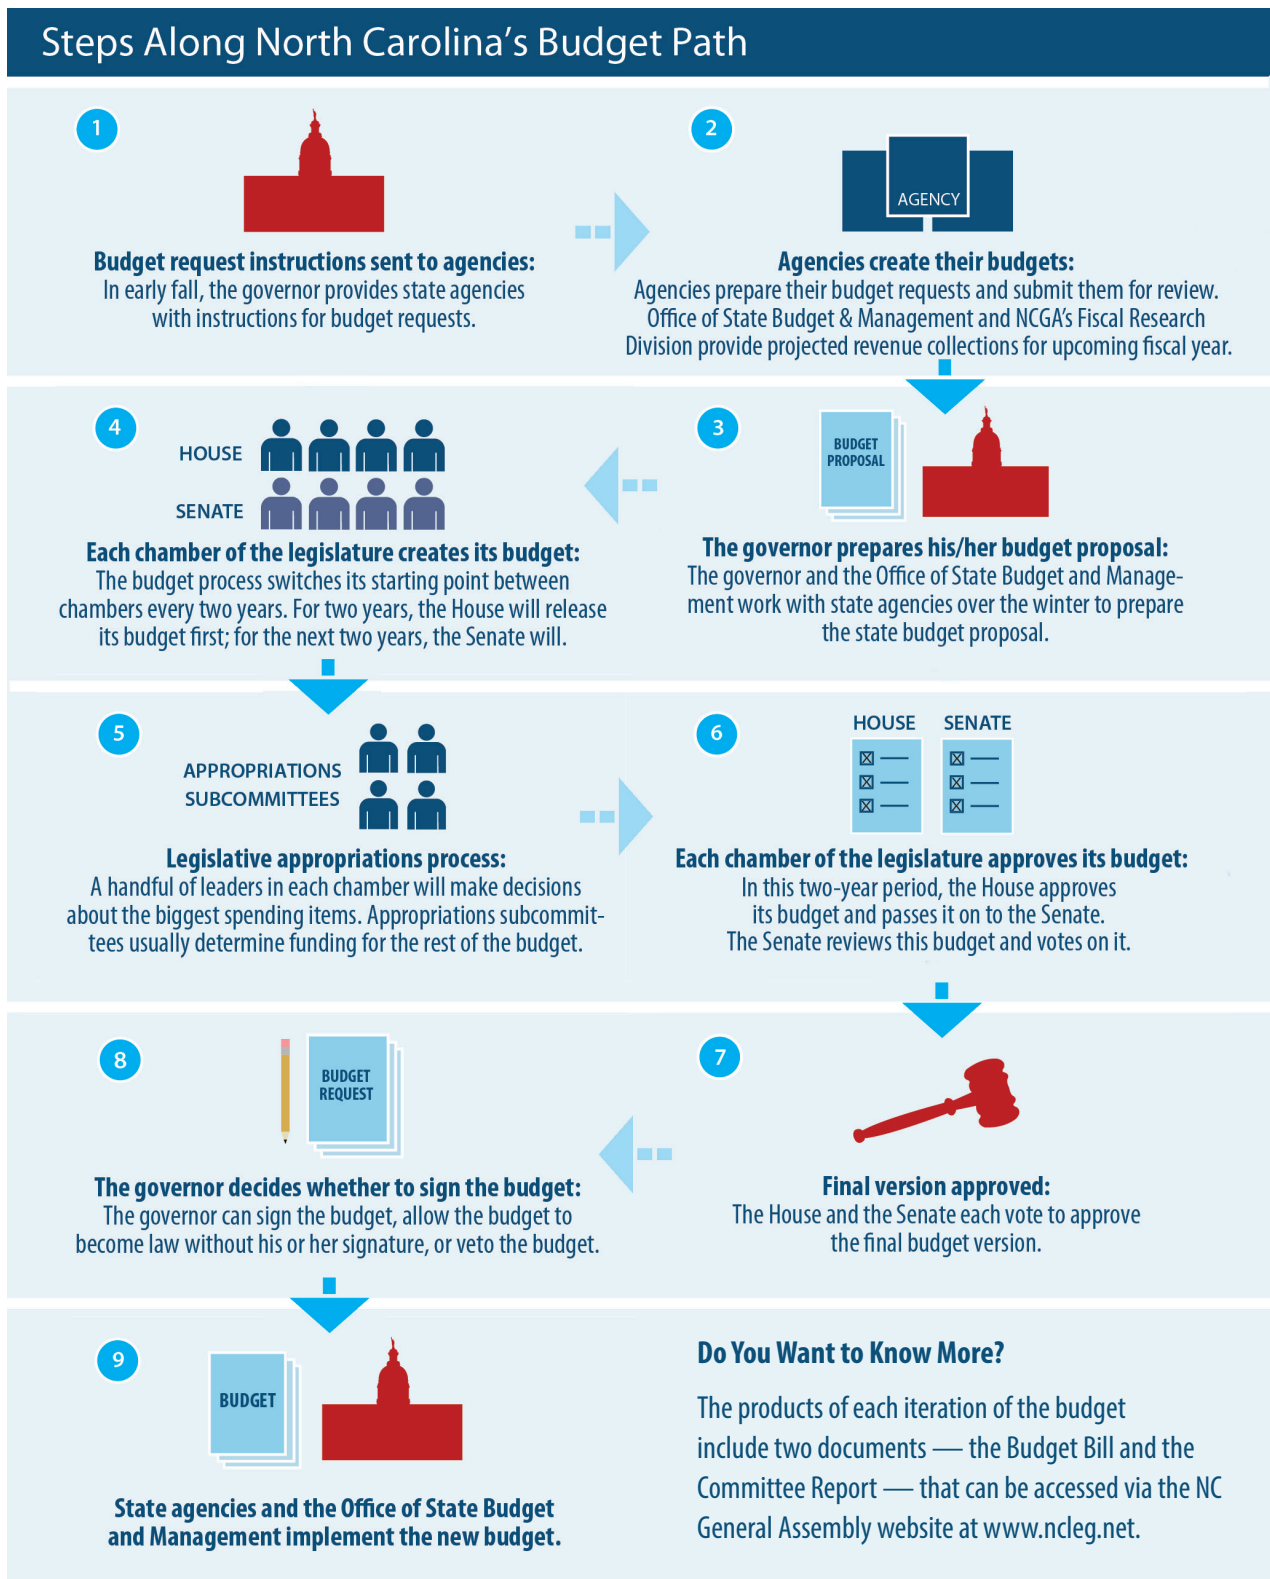 Steps Along North Carolina's Budget Path
1
Budget request instructions sent to agencies:
In early fall, the governor provides state agencies
with instructions for budget requests.
2
AGENCY
Agencies create their budgets:
Agencies prepare their budget requests and submit them for review.
Office of State Budget & Management and NCGA's Fiscal Research
Division provide projected revenue collections for upcoming fiscal year.
3
BUDGET
PROPOSAL
The governor prepares his/her budget proposal:
The governor and the Office of State Budget and Manage-
ment work with state agencies over the winter to prepare
the state budget proposal.
4
HOUSE
SENATE
Each chamber of the legislature creates its budget:
The budget process switches its starting point between
chambers every two years. For two years, the House will release
its budget first; for the next two years, the Senate will.
5
APPROPRIATIONS
SUBCOMMITTEES
Legislative appropriations process:
A handful of leaders in each chamber will make decisions
about the biggest spending items. Appropriations subcommit-
tees usually determine funding for the rest of the budget.
6
HOUSE SENATE
Each chamber of the legislature approves its budget:
In this two-year period, the House approves
its budget and passes it on to the Senate.
The Senate reviews this budget and votes on it.
7
Final version approved:
The House and the Senate each vote to approve
the final budget version.
8
BUDGET
REQUEST
The governor decides whether to sign the budget:
The governor can sign the budget, allow the budget to
become law without his or her signature, or veto the budget.
9
BUDGET
State agencies and the Office of State Budget
and Management implement the new budget.
Do You Want to Know More?
The products of each iteration of the budget
include two documents — the Budget Bill and the
Committee Report — that can be accessed via the NC
General Assembly website at www.ncleg.net.